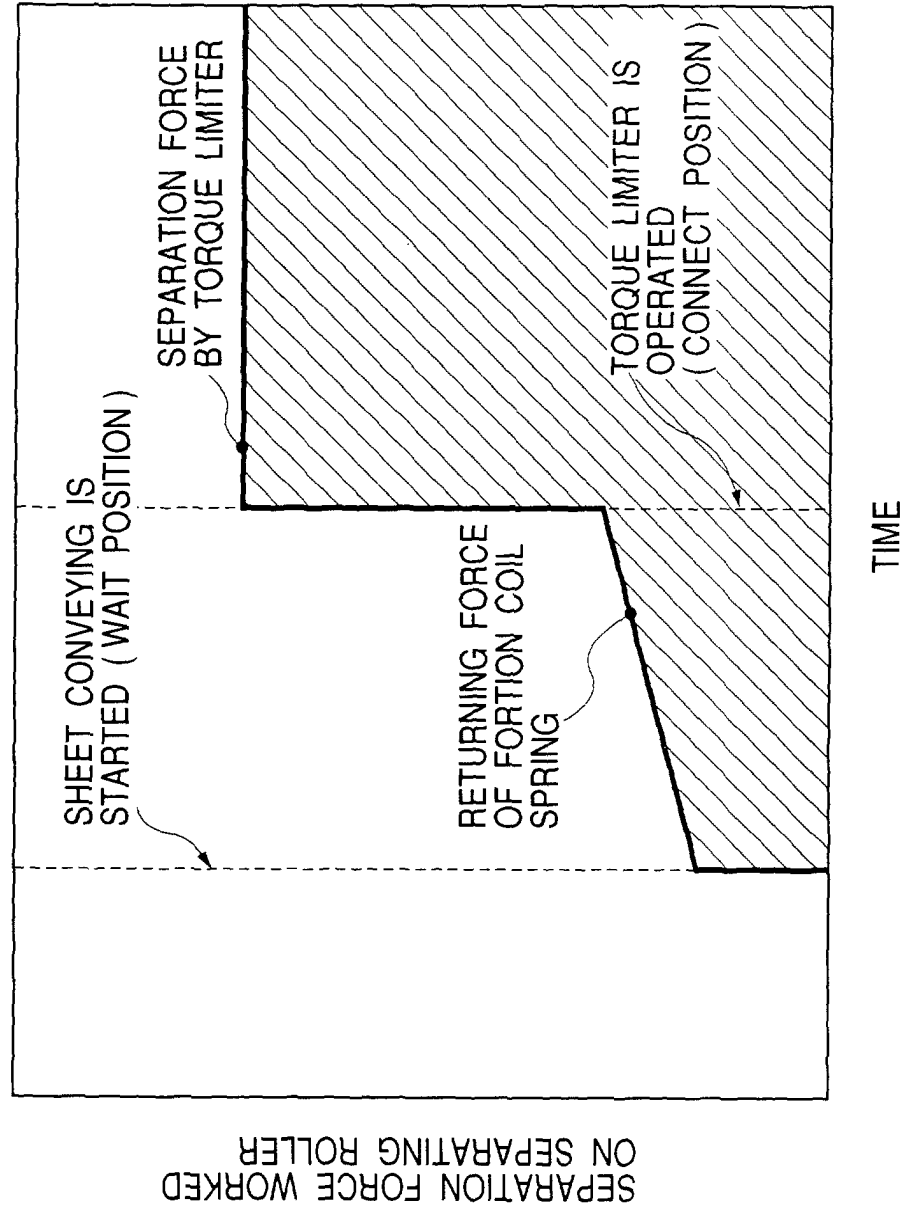 SHEET CONVEYING IS
STARTED ( WAIT POSITION )
SEPARATION FORCE
BY TORQUE LIMITER
RETURNING FORCE
OF FORTION COIL
SPRING
TORQUE LIMITER IS
OPERATED
( CONNECT POSITION )
TIME
SEPARATION FORCE WORKED
ON SEPARATING ROLLER